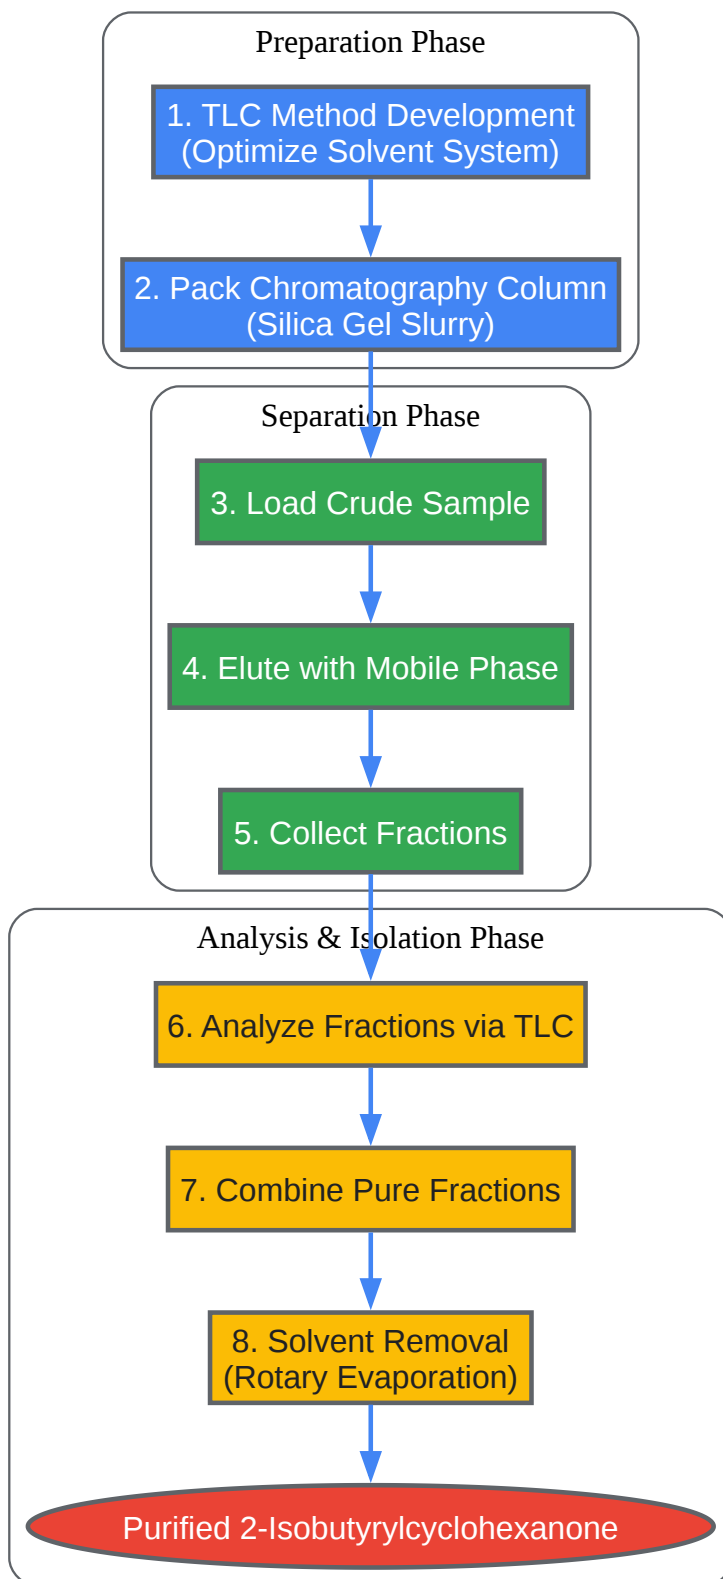 Preparation Phase
1. TLC Method Development
(Optimize Solvent System)
2. Pack Chromatography Column
(Silica Gel Slurry)
Separation Phase
3. Load Crude Sample
4. Elute with Mobile Phase
5. Collect Fractions
Analysis & Isolation Phase
6. Analyze Fractions via TLC
7. Combine Pure Fractions
8. Solvent Removal
(Rotary Evaporation)
Purified 2-Isobutyrylcyclohexanone